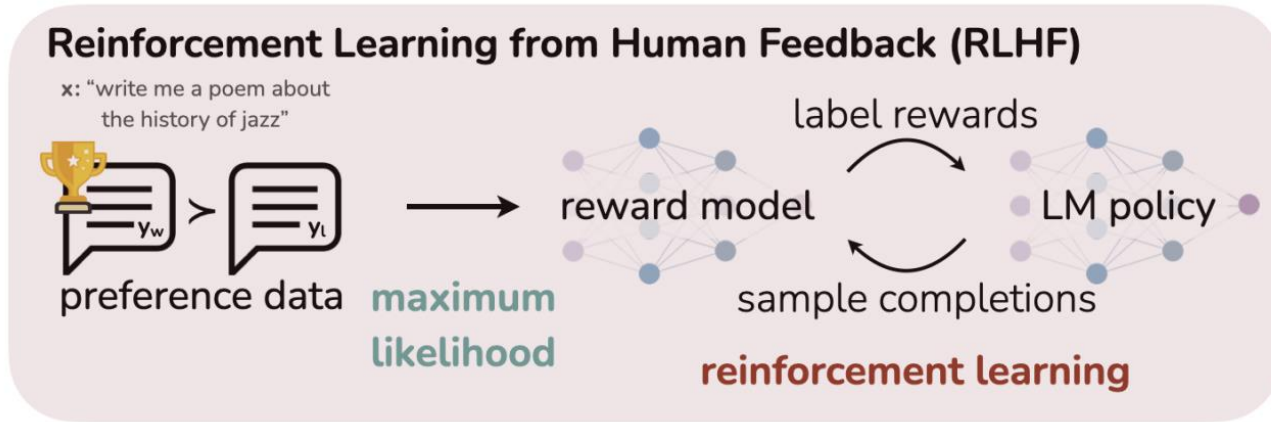 Reinforcement Learning from Human Feedback (RLHF)
x: “write me a poem about
the history of jazz”
label rewards
yw
≻
yl
reward model
LM policy
preference data
maximum
likelihood
sample completions
reinforcement learning